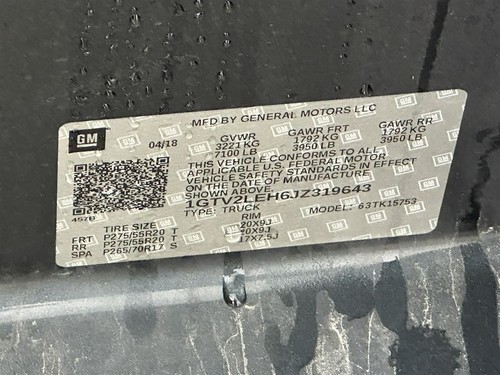 GM
MFD BY GENERAL MOTORS LLC
04/18 GVWR GAWR FRT GAWR RR
3221 KG 1792 KG 1792 KG
7100 LB 3950 LB 3950 LB
THIS VEHICLE CONFORMS TO ALL
APPLICABLE U.S. FEDERAL MOTOR
VEHICLE SAFETY STANDARDS IN EFFECT
ON THE DATE OF MANUFACTURE
SHOWN ABOVE.
1GTV2LEH6JZ319643
TYPE: TRUCK MODEL: 63TK15753
TIRE SIZE RIM
FRT P275/55R20 T 20X9J
RR P275/55R20 T 20X9J
SPA P265/70R17 S 17X7.5J